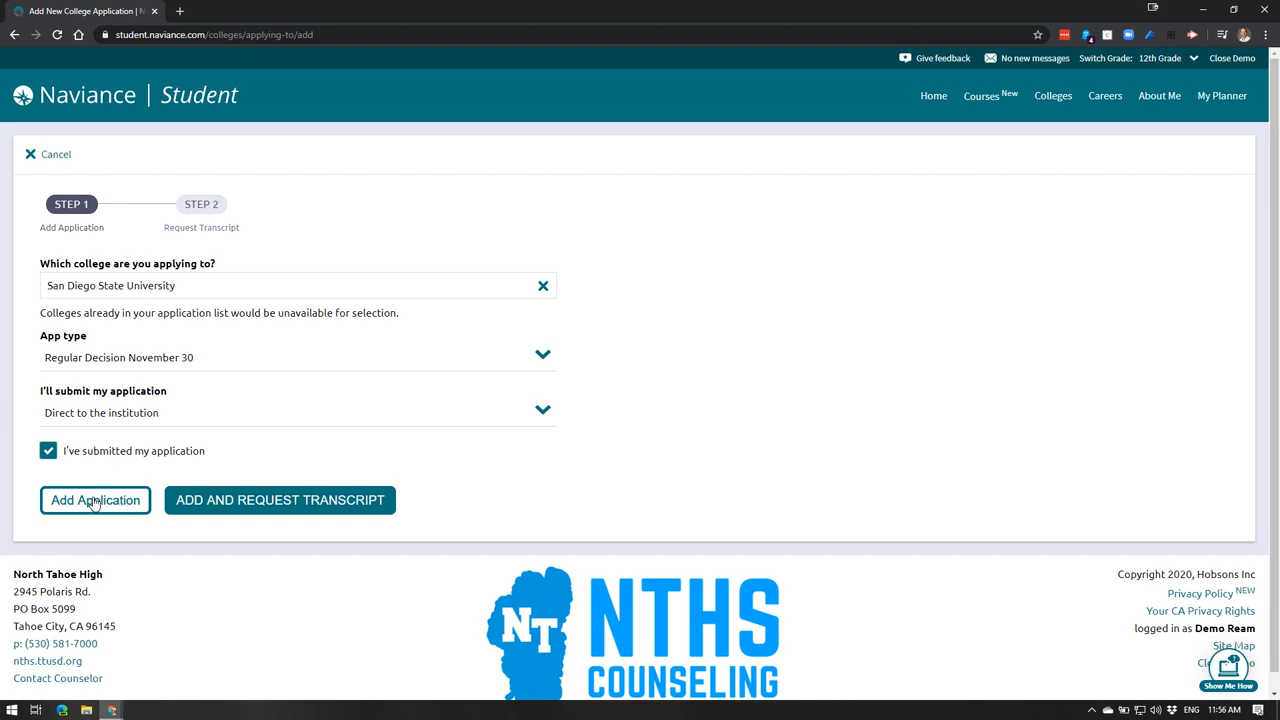 Add New College Application | N
student.naviance.com/colleges/applying-to/add
4
Give feedback
No new messages
Switch Grade: 12th Grade
Close Demo
Naviance | Student
Home
Courses New
Colleges
Careers
About Me
My Planner
Cancel
STEP 1
STEP 2
Add Application
Request Transcript
Which college are you applying to?
San Diego State University
Colleges already in your application list would be unavailable for selection.
App type
Regular Decision November 30
I'll submit my application
Direct to the institution
I've submitted my application
Add Application
ADD AND REQUEST TRANSCRIPT
North Tahoe High
2945 Polaris Rd.
PO Box 5099
Tahoe City, CA 96145
p: (530) 581-7000
nths.ttusd.org
Contact Counselor
NT
NTHS
COUNSELING
Copyright 2020, Hobsons Inc
Privacy Policy NEW
Your CA Privacy Rights
logged in as Demo Ream
Site Map
Show Me How
ENG
11:56 AM